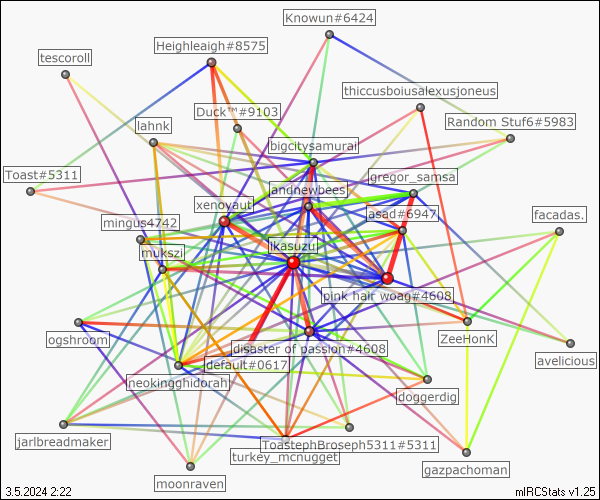 Knowun#6424
Heighleaigh#8575
tescoroll
thiccusboiusalexusjoneus
Duck™#9103
Random Stuf6#5983
lahnk
bigcitysamurai
Toast#5311
gregor_samsa
andnewbees
xenovaut
asad#6947
facadas.
mingus4742
ikasuzu
mukszi
pink hair woag#4608
ogshroom
ZeeHonK
disaster of passion#4608
avelicious
default#0617
neokingghidorah
doggerdig
jarlbreadmaker
ToastephBroseph5311#5311
turkey_mcnugget
gazpachoman
moonraven
3.5.2024 2:22
mIRCStats v1.25